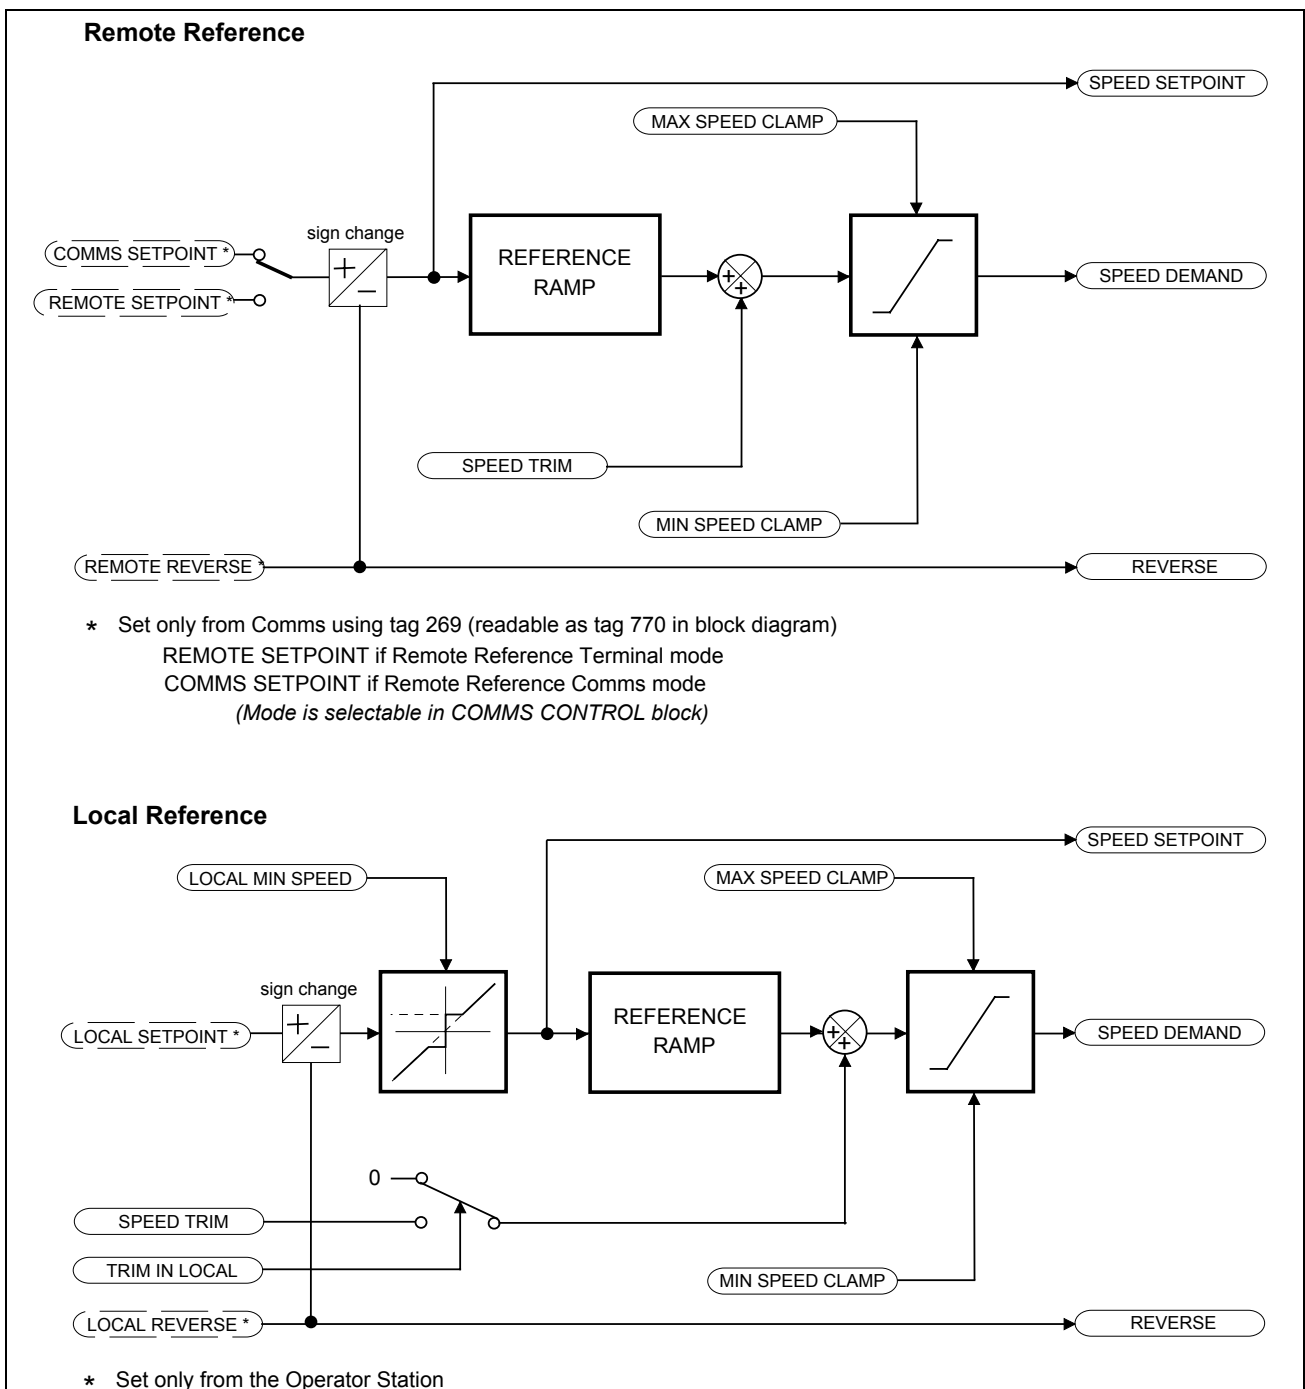 Remote Reference
SPEED SETPOINT
MAX SPEED CLAMP
sign change
COMMS SETPOINT *
+
−
REFERENCE
RAMP
+
+
SPEED DEMAND
REMOTE SETPOINT *
SPEED TRIM
MIN SPEED CLAMP
REMOTE REVERSE *
REVERSE
* Set only from Comms using tag 269 (readable as tag 770 in block diagram)
REMOTE SETPOINT if Remote Reference Terminal mode
COMMS SETPOINT if Remote Reference Comms mode
(Mode is selectable in COMMS CONTROL block)
Local Reference
SPEED SETPOINT
LOCAL MIN SPEED
MAX SPEED CLAMP
sign change
LOCAL SETPOINT *
+
−
REFERENCE
RAMP
+
+
SPEED DEMAND
0
SPEED TRIM
TRIM IN LOCAL
MIN SPEED CLAMP
LOCAL REVERSE *
REVERSE
* Set only from the Operator Station